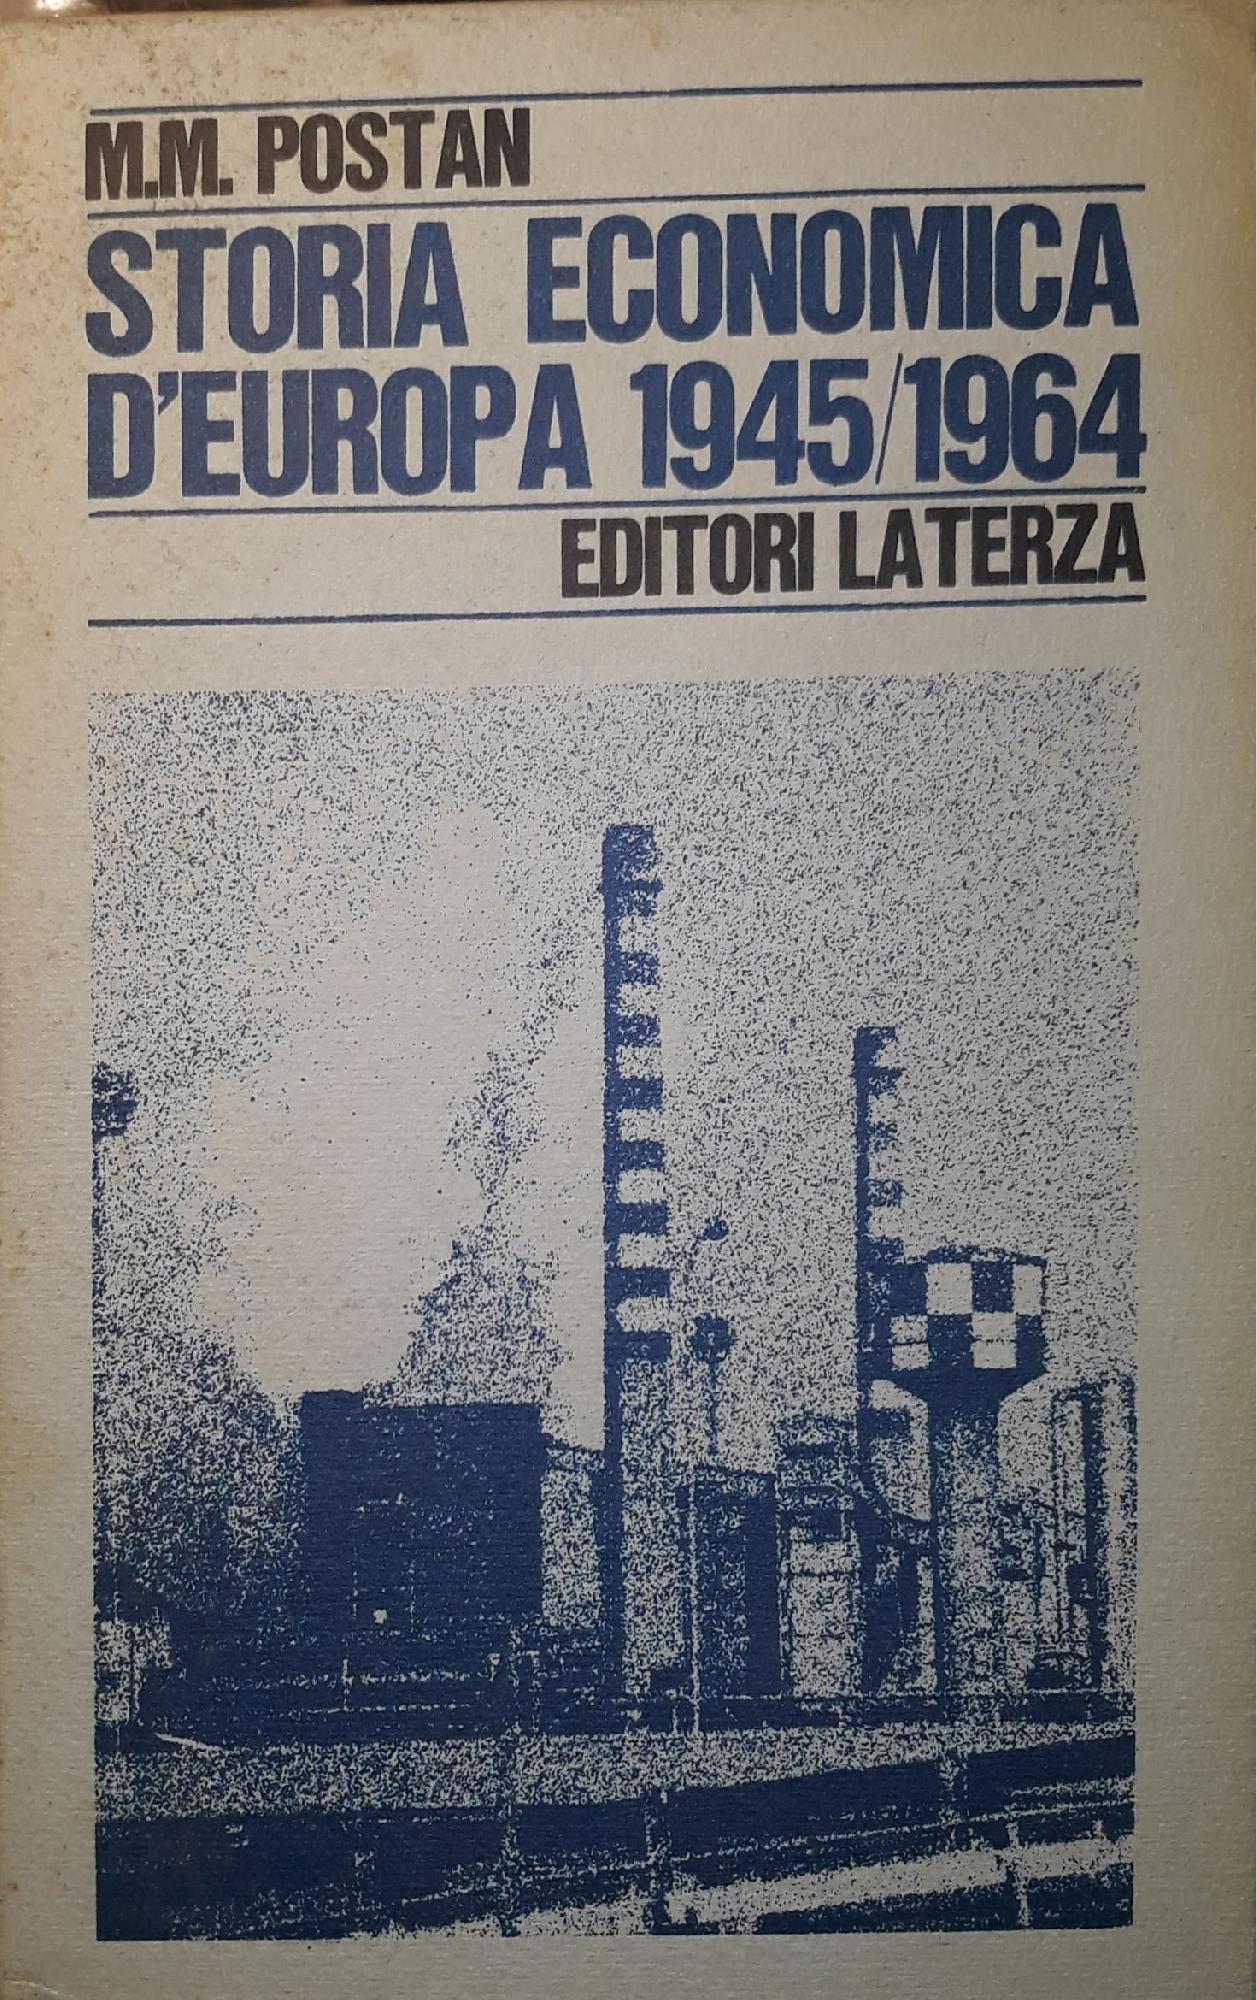 M.M. POSTAN
STORIA ECONOMICA
D'EUROPA 1945/1964
EDITORI LATERZA